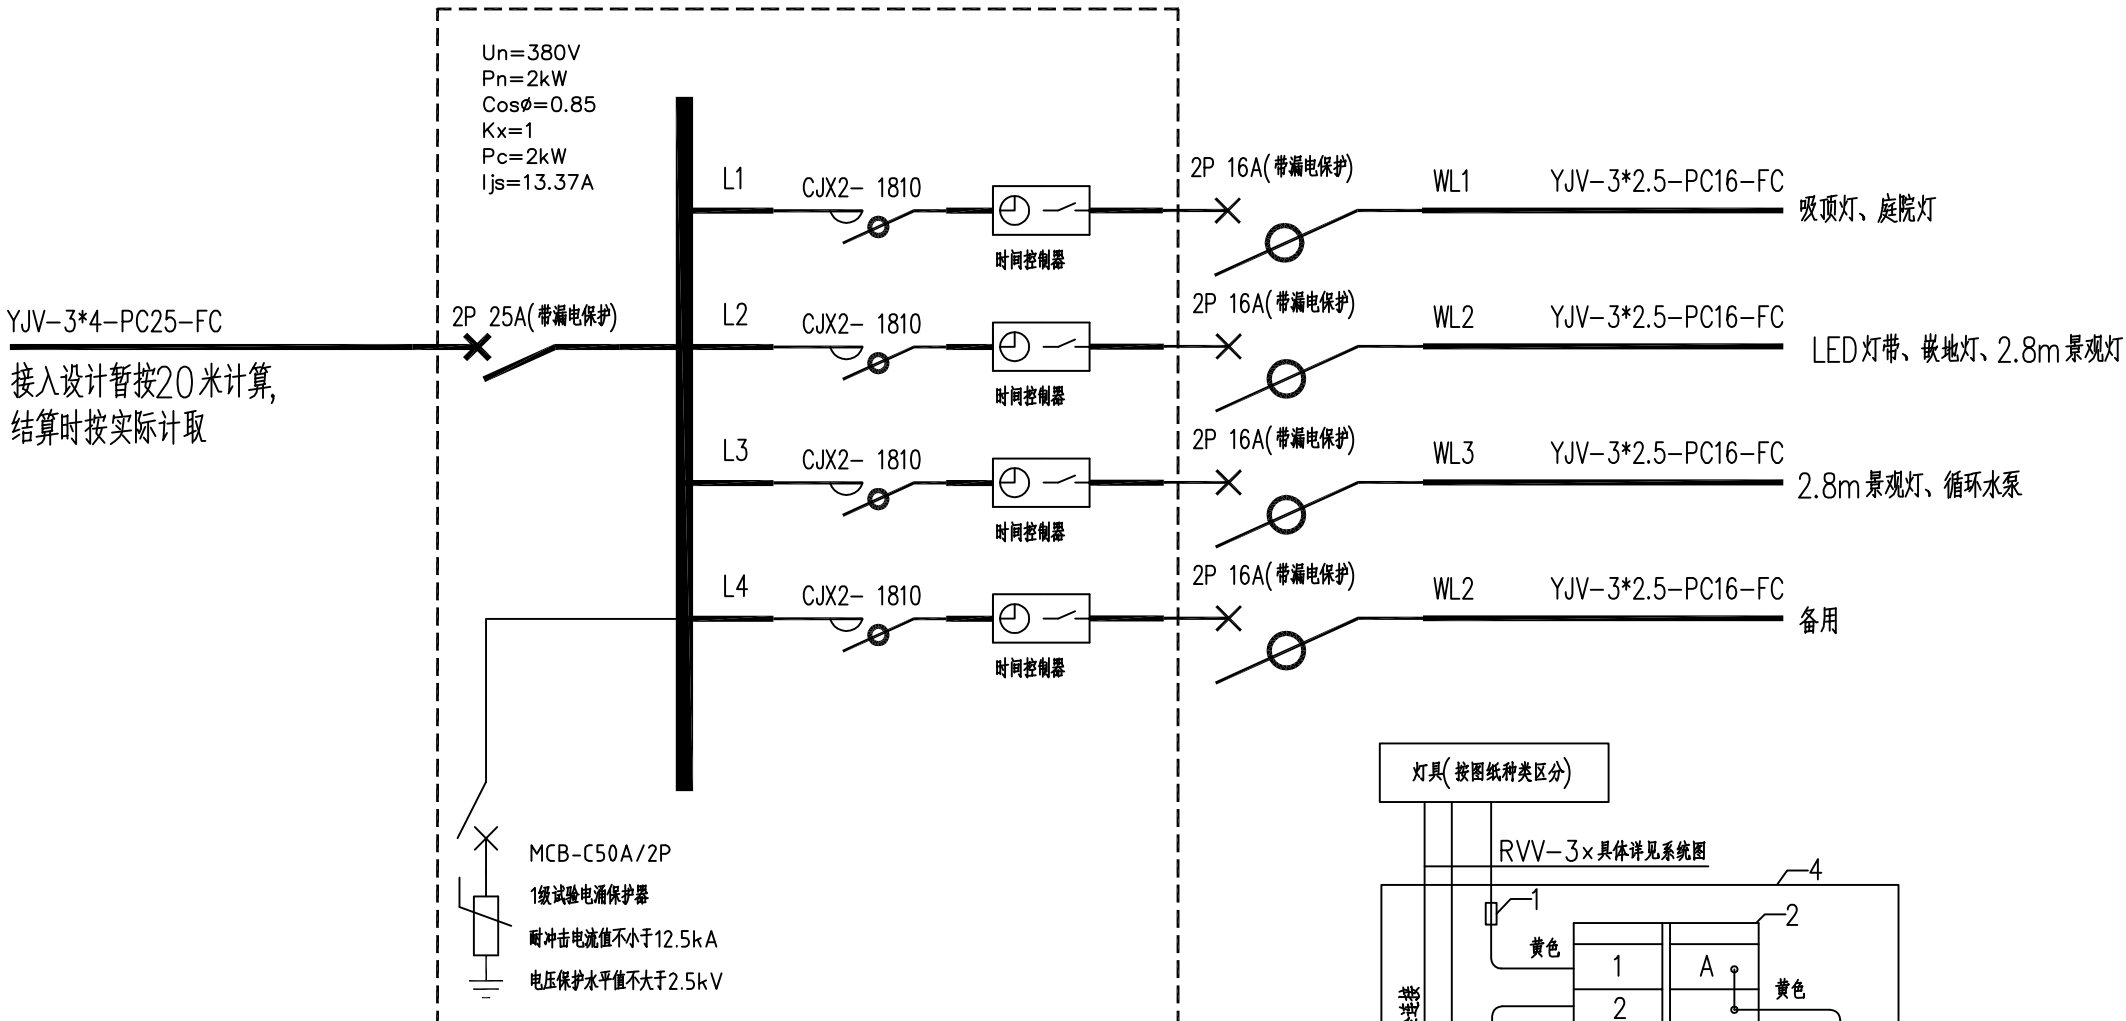 Un=380V
Pn=2kW
Cosø=0.85
Kx=1
Pc=2kW
Ijs=13.37A
YJV-3*4-PC25-FC
接入设计暂按20米计算,
结算时按实际计取
2P 25A(带漏电保护)
L1
CJX2- 1810
时间控制器
2P 16A(带漏电保护)
WL1
YJV-3*2.5-PC16-FC
吸顶灯、庭院灯
L2
CJX2- 1810
时间控制器
2P 16A(带漏电保护)
WL2
YJV-3*2.5-PC16-FC
LED灯带、嵌地灯、2.8m景观灯
L3
CJX2- 1810
时间控制器
2P 16A(带漏电保护)
WL3
YJV-3*2.5-PC16-FC
2.8m景观灯、循环水泵
L4
CJX2- 1810
时间控制器
2P 16A(带漏电保护)
WL2
YJV-3*2.5-PC16-FC
备用
MCB-C50A/2P
1级试验电涌保护器
耐冲击电流值不小于12.5kA
电压保护水平值不大于2.5kV
灯具(按图纸种类区分)
RVV-3x具体详见系统图
4
1
2
黄色
1
A
黄色
2
连接